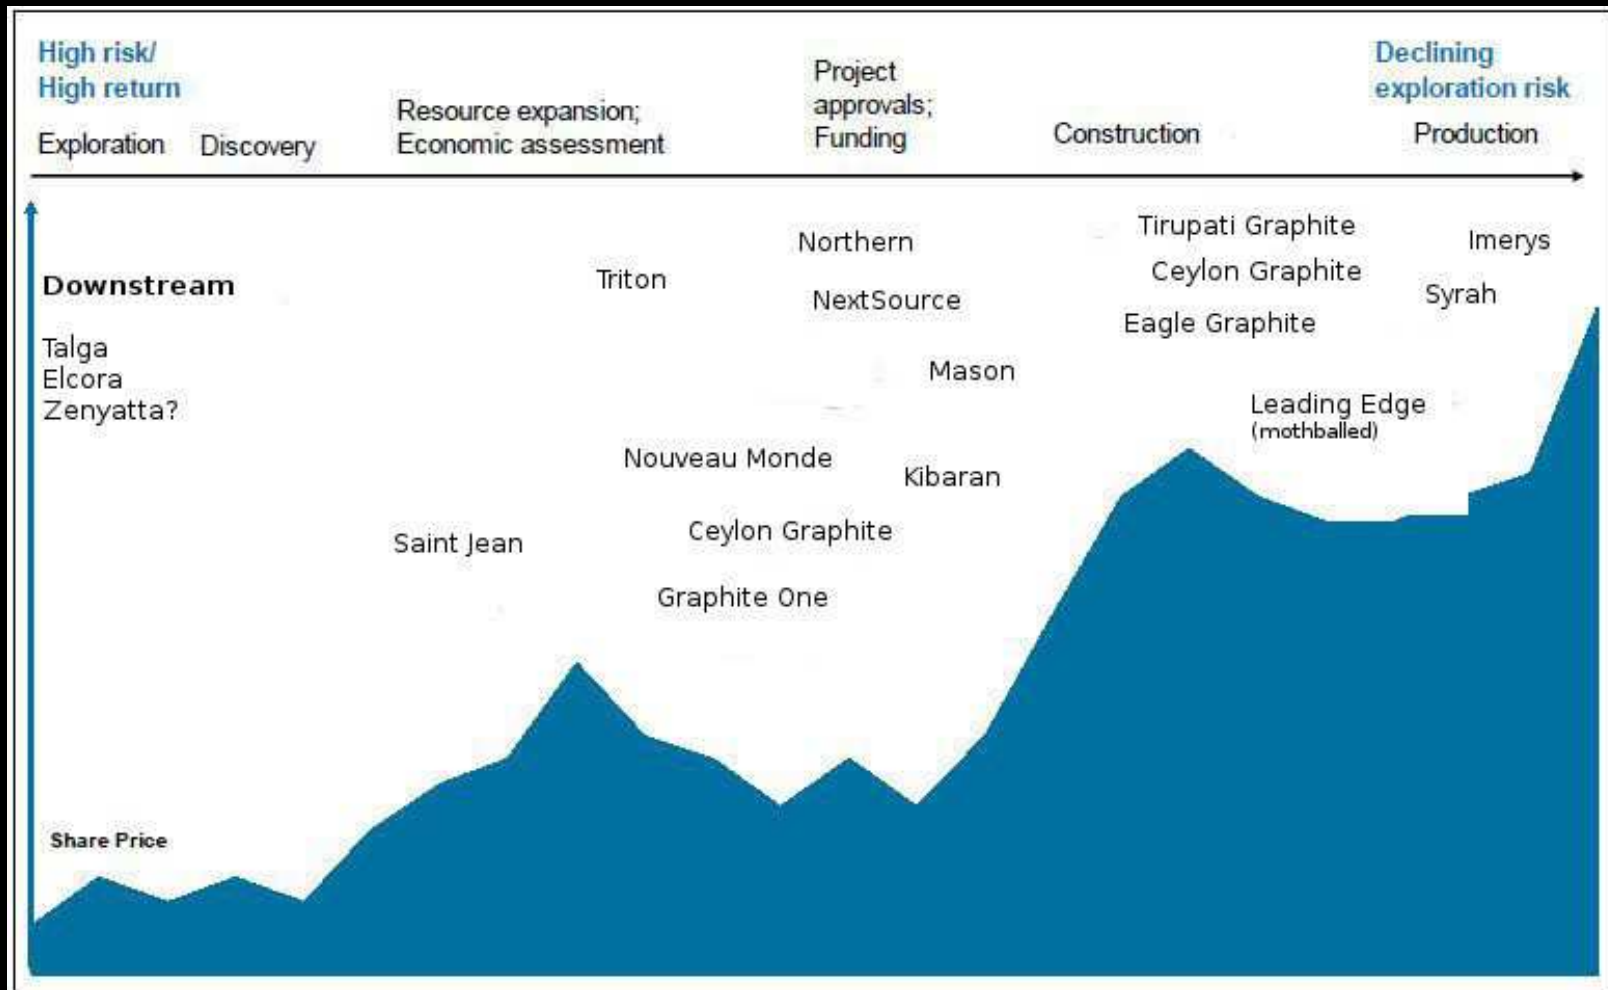 High risk/
High return
Exploration
Discovery
Resource expansion;
Economic assessment
Project
approvals;
Funding
Construction
Declining
exploration risk
Production
Downstream
Talga
Elcora
Zenyatta?
Triton
Northern
NextSource
Mason
Tirupati Graphite
Ceylon Graphite
Eagle Graphite
Imerys
Syrah
Leading Edge
(mothballed)
Nouveau Monde
Kibaran
Saint Jean
Ceylon Graphite
Graphite One
Share Price